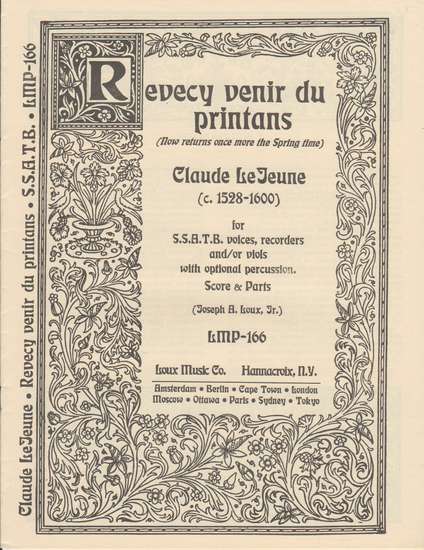 Revecy venir du
printans
(Now returns once more the Spring time)
Claude LeJeune
(c. 1528-1600)
for
S.S.A.T.B. voices, recorders
and/or viols
with optional percussion.
Score & Parts
(Joseph A. Loux, Jr.)
LMP-166
Loux Music Co. Hannacroix, N.Y.
Amsterdam • Berlin • Cape Town • London
Moscow • Ottawa • Paris • Sydney • Tokyo
Claude LeJeune • Revecy venir du printans • S.S.A.T.B. • LMP-166